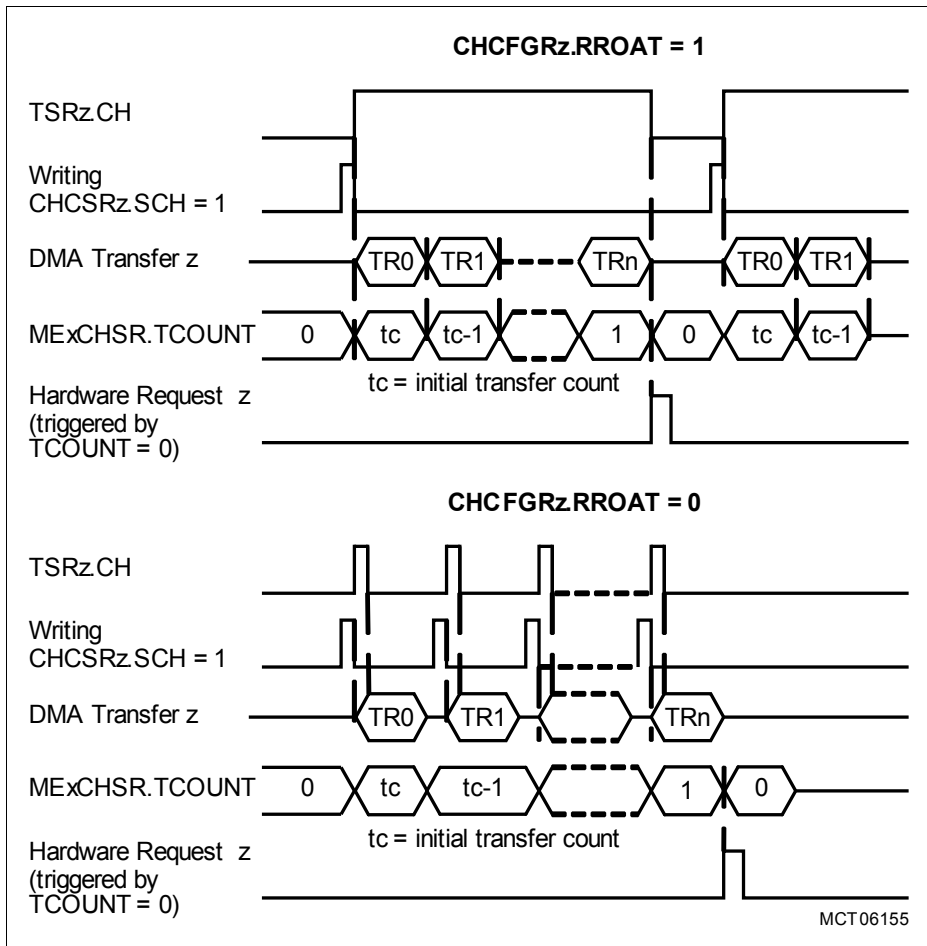 CHCFGRz.RROAT = 1
TSRz.CH
Writing
CHCSRz.SCH = 1
DMA Transfer z
TR0 TR1 TRn TR0 TR1
MExCHSR.TCOUNT
0 tc tc-1 1 0 tc tc-1
tc = initial transfer count
Hardware Request z
(triggered by
TCOUNT = 0)
CHCFGRz.RROAT = 0
TSRz.CH
Writing
CHCSRz.SCH = 1
DMA Transfer z
TR0 TR1 TRn
MExCHSR.TCOUNT
0 tc tc-1 1 0
tc = initial transfer count
Hardware Request z
(triggered by
TCOUNT = 0)
MCT06155